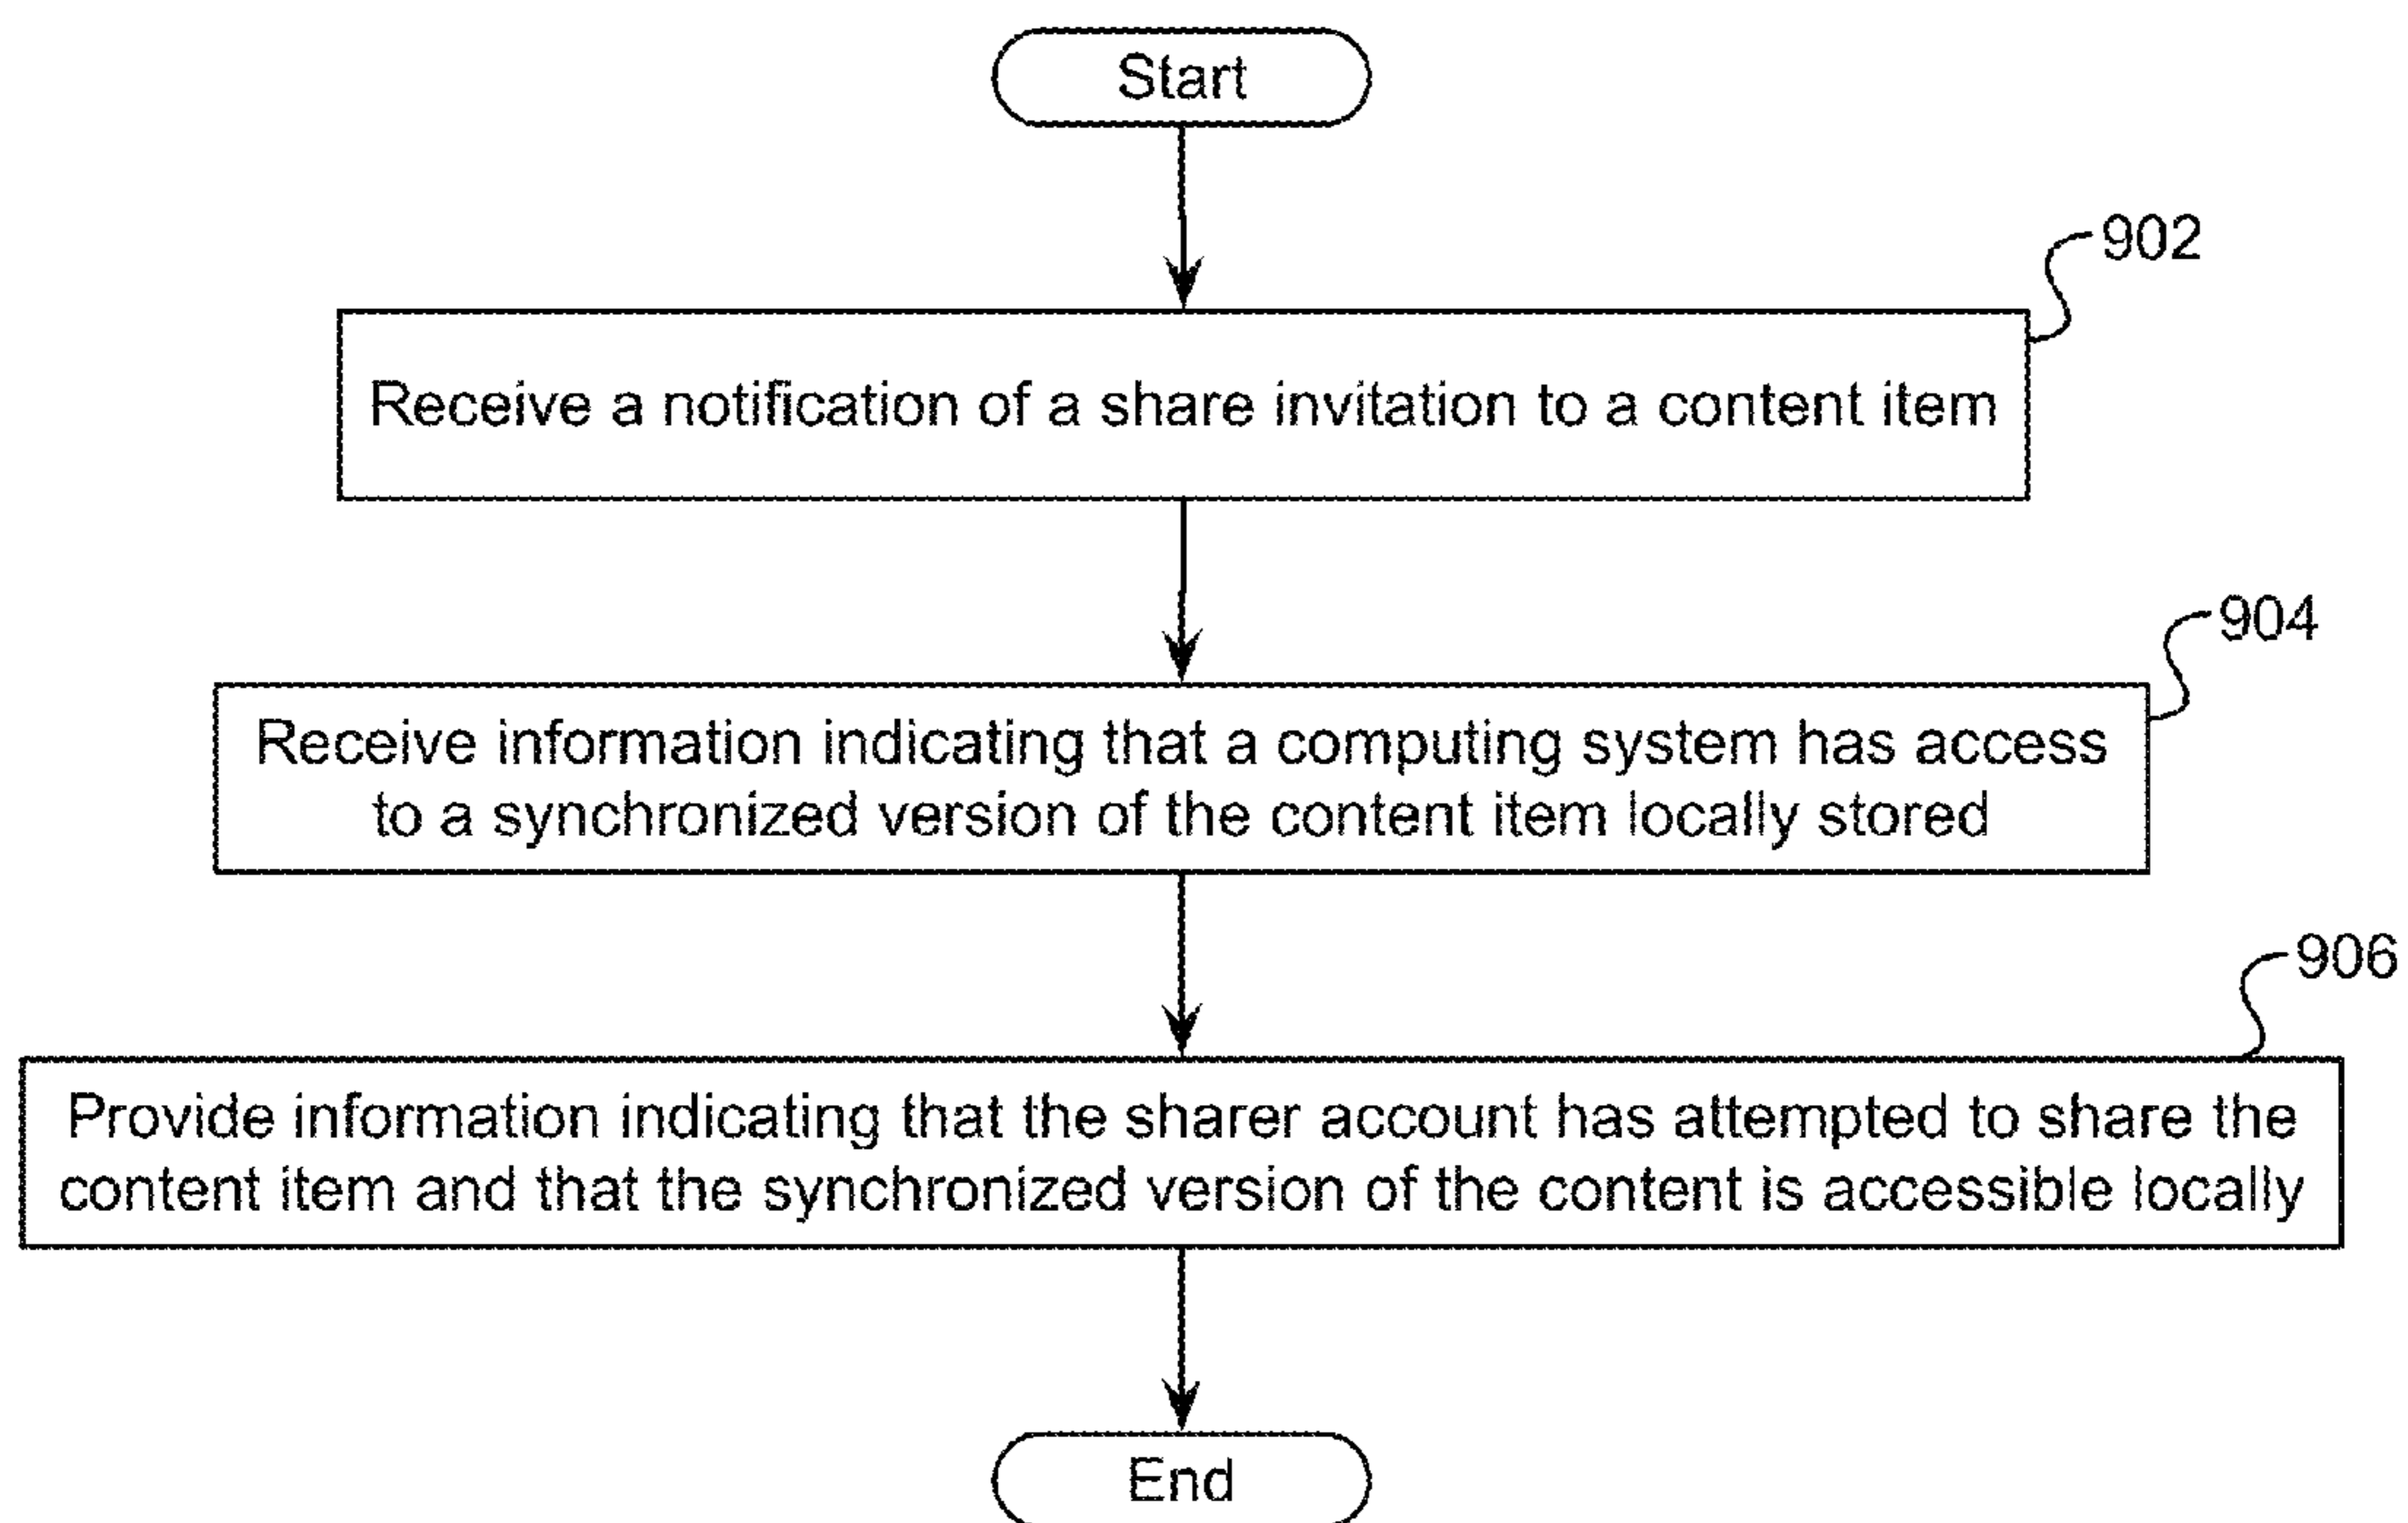 Start
902
Receive a notification of a share invitation to a content item
904
Receive information indicating that a computing system has access
to a synchronized version of the content item locally stored
906
Provide information indicating that the sharer account has attempted to share the
content item and that the synchronized version of the content is accessible locally
End